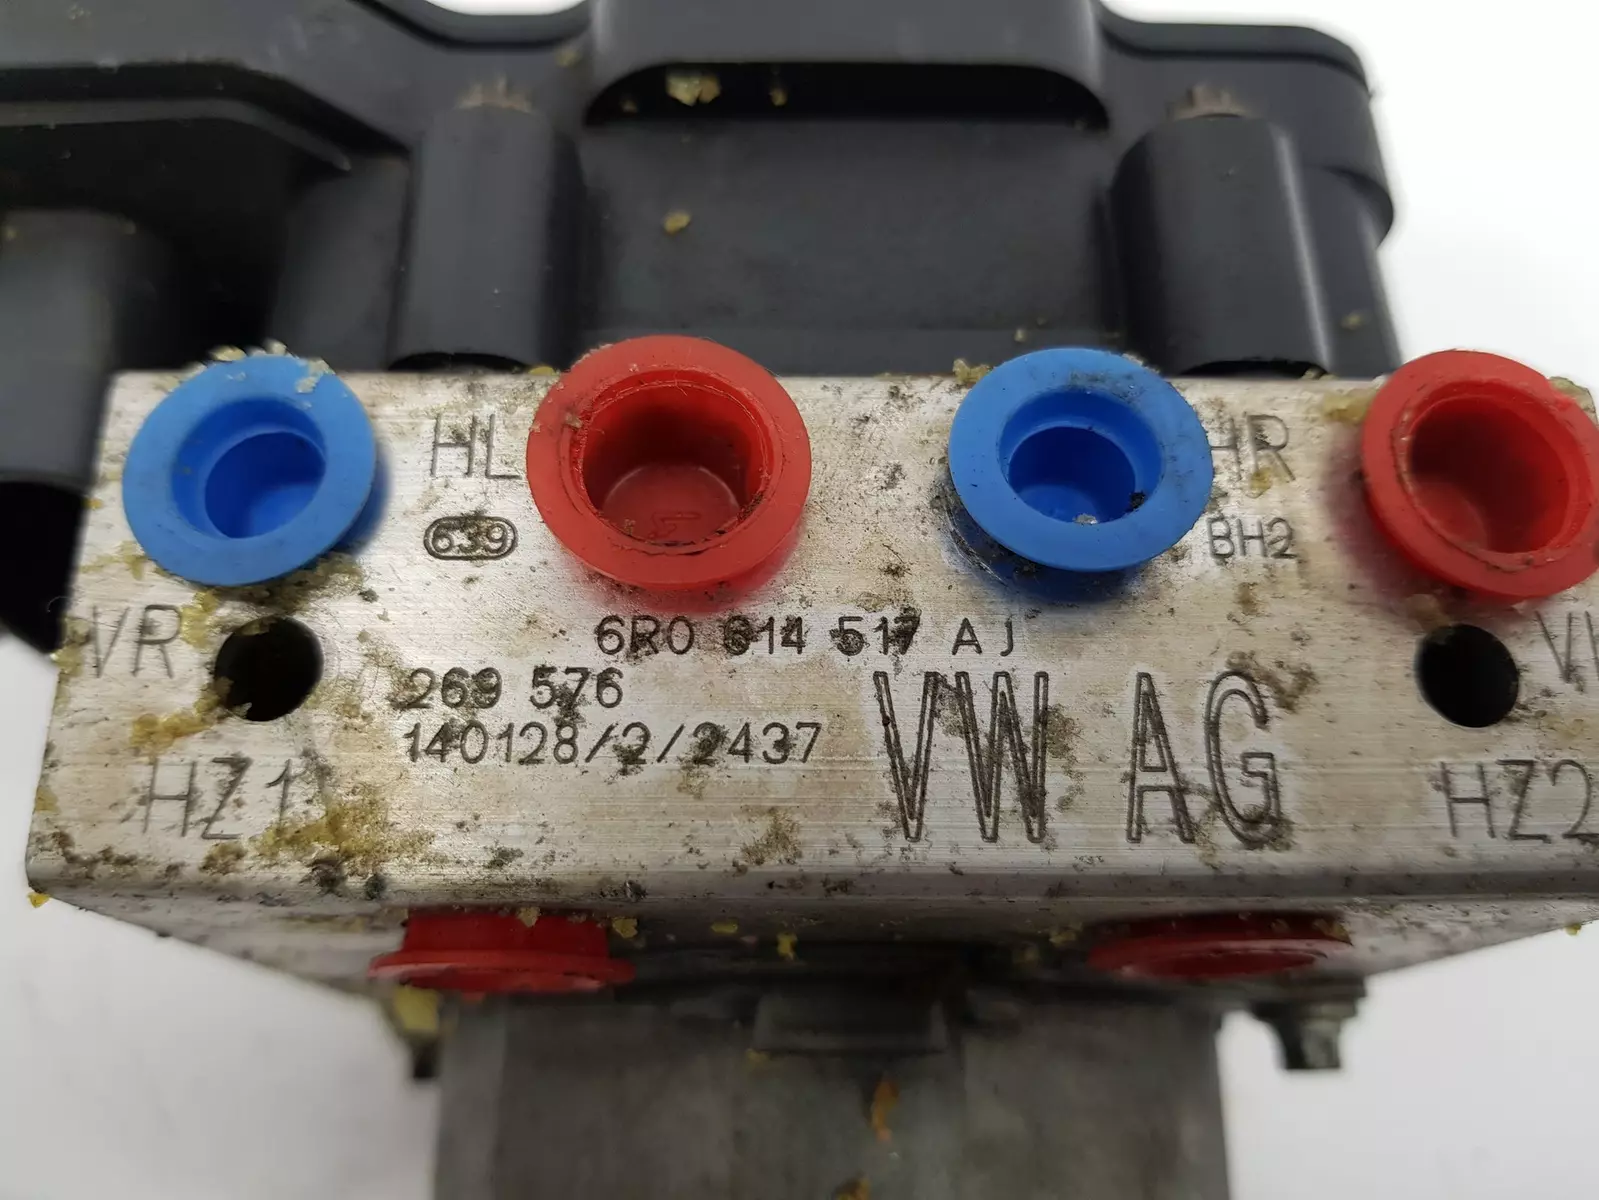 HL
HR
639
BH2
VR
6R0 614 517 AJ
269 576
140128/2/2437
VW AG
HZ1
HZ2